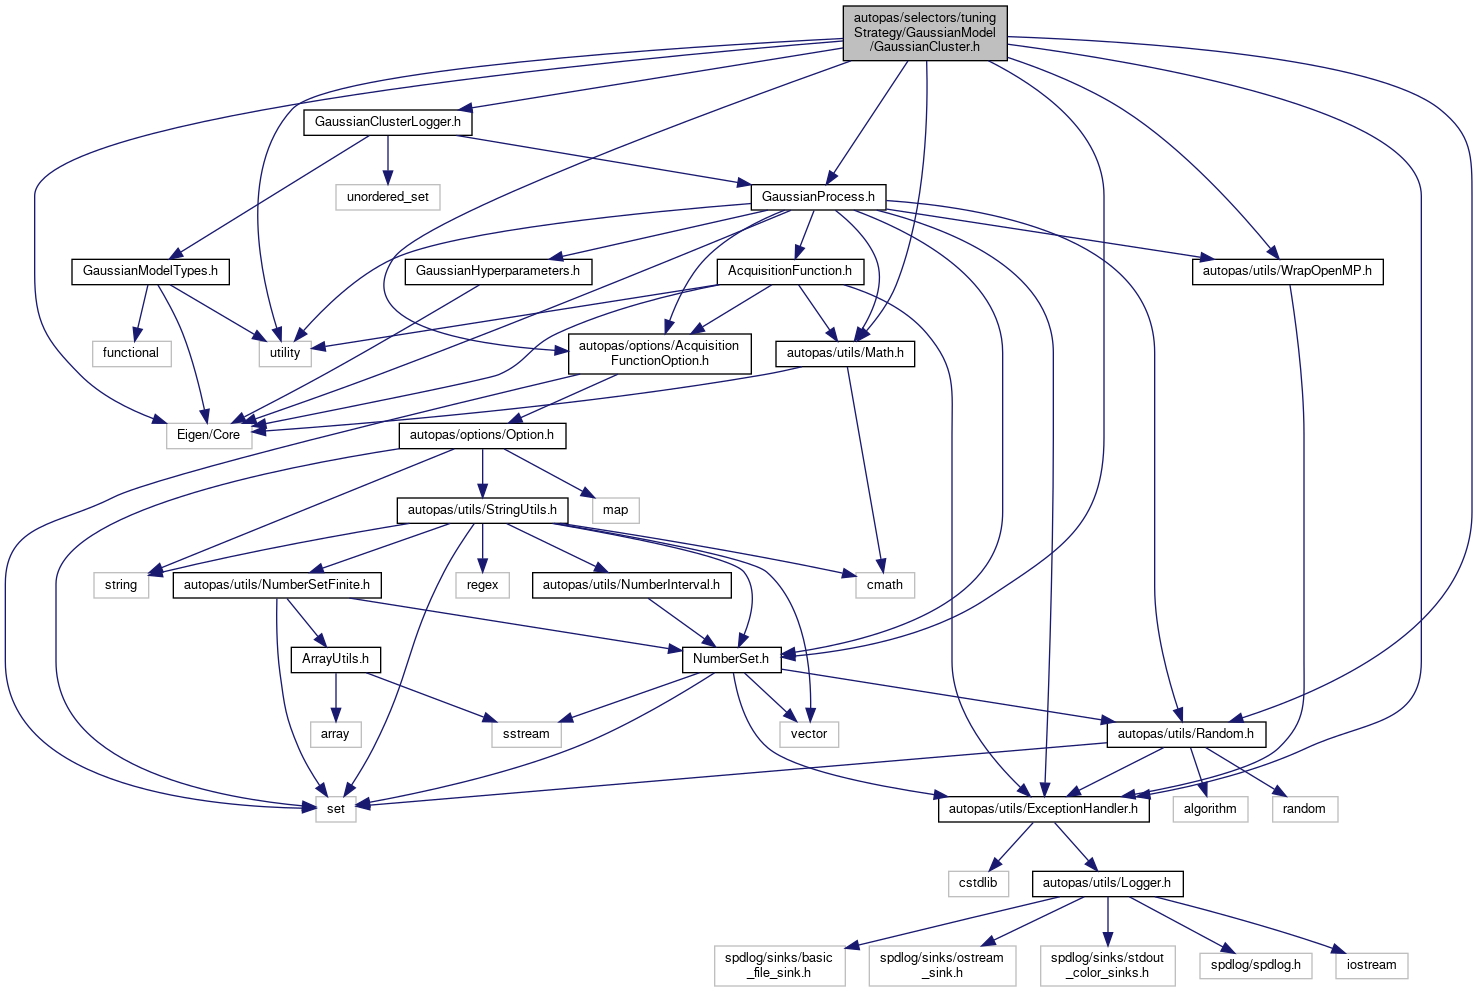 autopas/selectors/tuning
Strategy/GaussianModel
/GaussianCluster.h
GaussianClusterLogger.h
unordered_set
GaussianProcess.h
GaussianModelTypes.h
GaussianHyperparameters.h
AcquisitionFunction.h
autopas/utils/WrapOpenMP.h
functional
utility
autopas/options/Acquisition
FunctionOption.h
autopas/utils/Math.h
Eigen/Core
autopas/options/Option.h
autopas/utils/StringUtils.h
map
string
autopas/utils/NumberSetFinite.h
regex
autopas/utils/NumberInterval.h
cmath
ArrayUtils.h
NumberSet.h
array
sstream
vector
autopas/utils/Random.h
set
autopas/utils/ExceptionHandler.h
algorithm
random
cstdlib
autopas/utils/Logger.h
spdlog/sinks/basic
_file_sink.h
spdlog/sinks/ostream
_sink.h
spdlog/sinks/stdout
_color_sinks.h
spdlog/spdlog.h
iostream